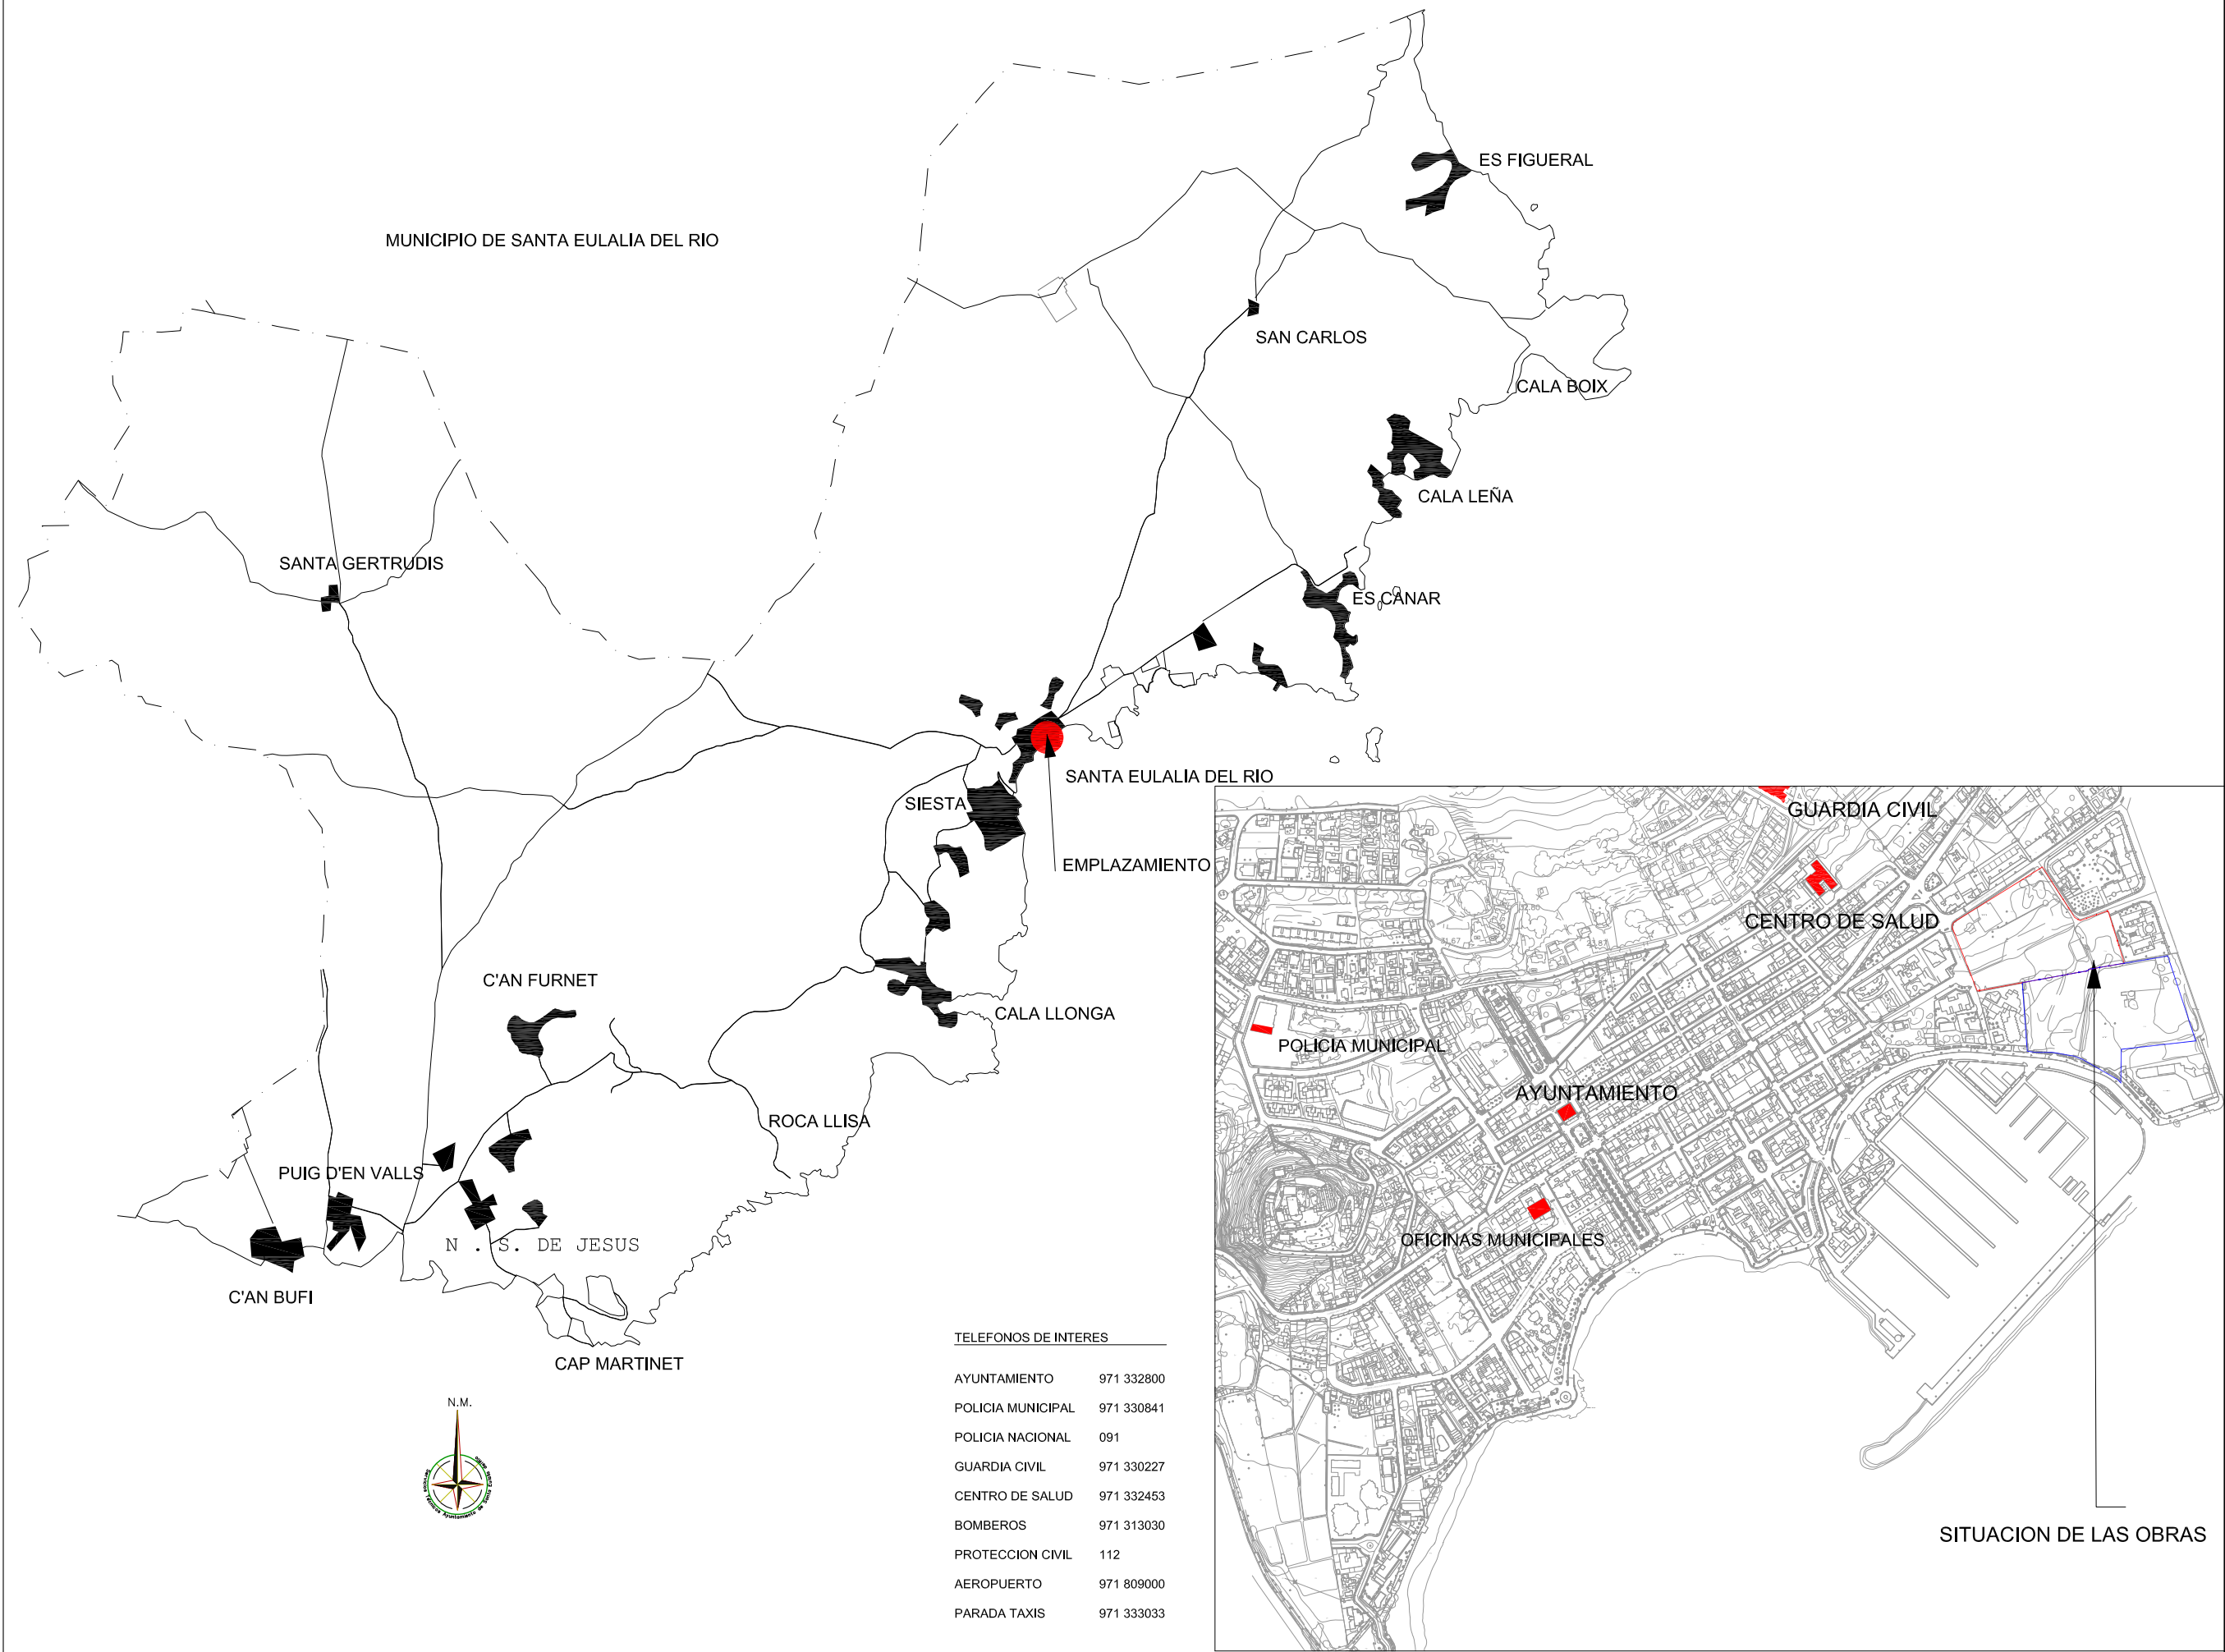 ES FIGUERAL
MUNICIPIO DE SANTA EULALIA DEL RIO
SAN CARLOS
CALA BOIX
CALA LEÑA
SANTA GERTRUDIS
ES CANAR
SANTA EULALIA DEL RIO
SIESTA
EMPLAZAMIENTO
C'AN FURNET
CALA LLONGA
ROCA LLISA
PUIG D'EN VALLS
N . S. DE JESUS
C'AN BUFI
CAP MARTINET
N.M.
GUARDIA CIVIL
CENTRO DE SALUD
POLICIA MUNICIPAL
AYUNTAMIENTO
OFICINAS MUNICIPALES
SITUACION DE LAS OBRAS
TELEFONOS DE INTERES
AYUNTAMIENTO 971 332800
POLICIA MUNICIPAL 971 330841
POLICIA NACIONAL 091
GUARDIA CIVIL 971 330227
CENTRO DE SALUD 971 332453
BOMBEROS 971 313030
PROTECCION CIVIL 112
AEROPUERTO 971 809000
PARADA TAXIS 971 333033